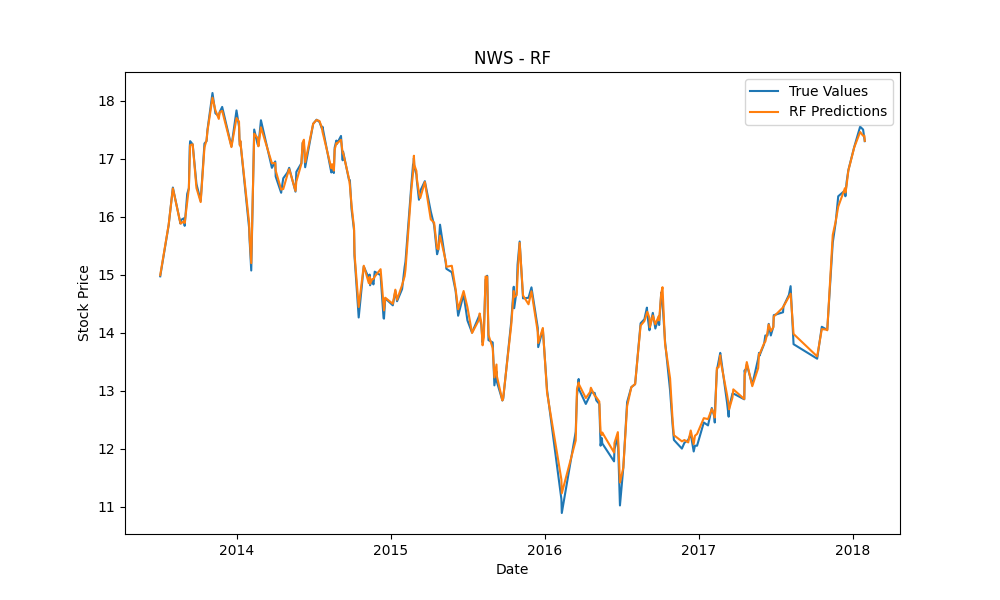 NWS - RF
True Values
RF Predictions
Stock Price
18
17
16
15
14
13
12
11
2014
2015
2016
2017
2018
Date